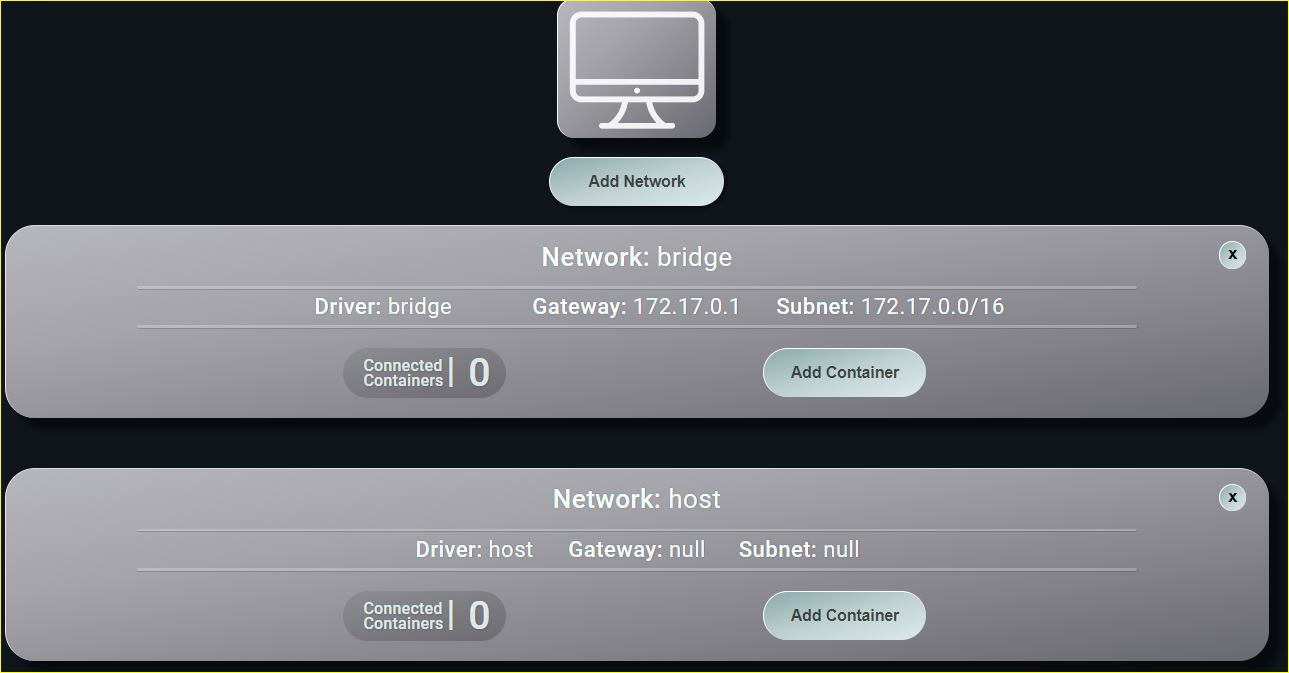 Add Network
Network: bridge
x
Driver: bridge Gateway: 172.17.0.1 Subnet: 172.17.0.0/16
Connected
Containers | 0
Add Container
Network: host
x
Driver: host Gateway: null Subnet: null
Connected
Containers | 0
Add Container